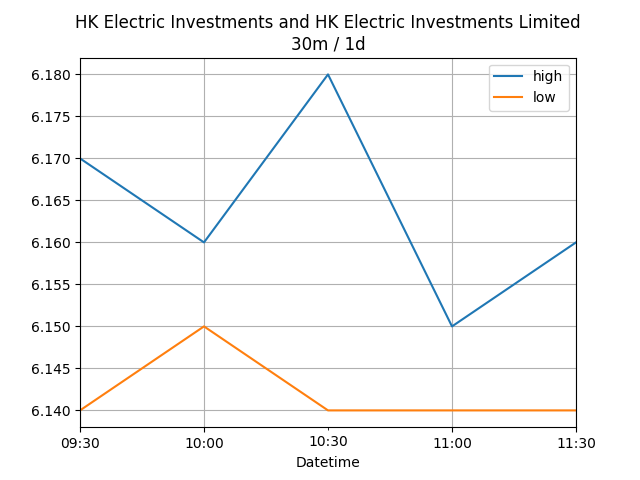 HK Electric Investments and HK Electric Investments Limited
30m / 1d
high
low
6.180
6.175
6.170
6.165
6.160
6.155
6.150
6.145
6.140
09:30 10:00 10:30 11:00 11:30
Datetime